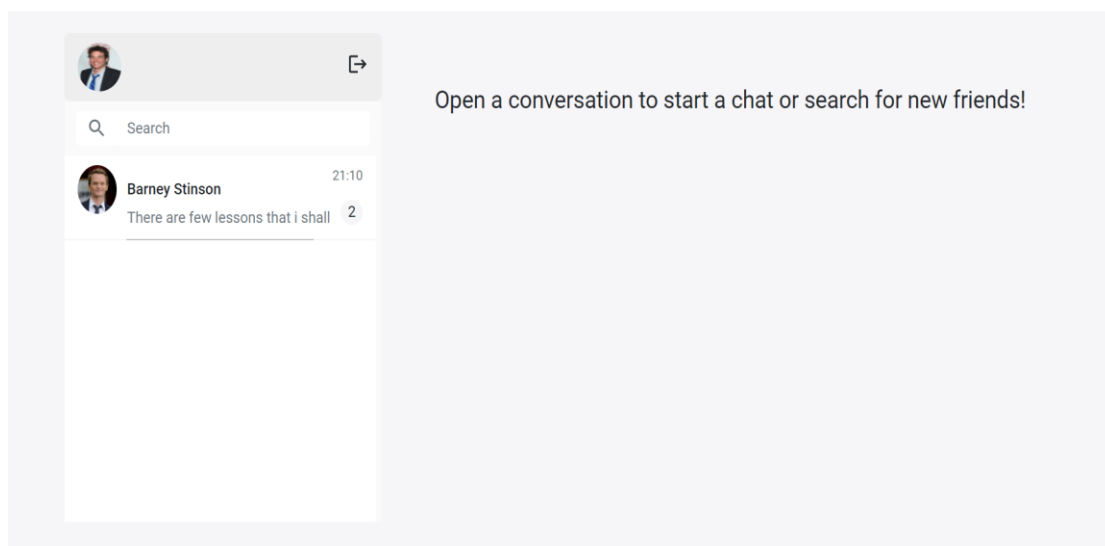 Open a conversation to start a chat or search for new friends!
Search
21:10
Barney Stinson
There are few lessons that i shall
2